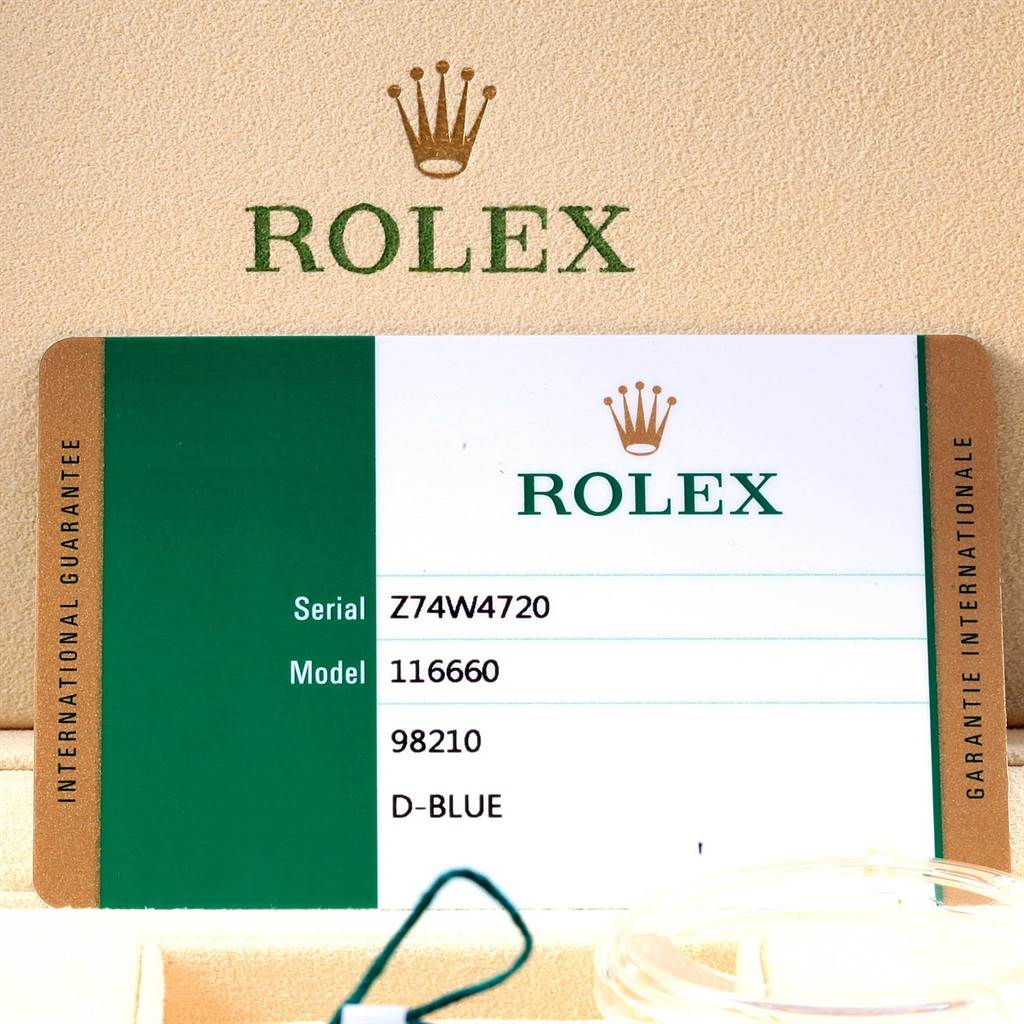 ROLEX
INTERNATIONAL GUARANTEE
ROLEX
Serial Z74W4720
Model 116660
98210
D-BLUE
GARANTIE INTERNATIONALE